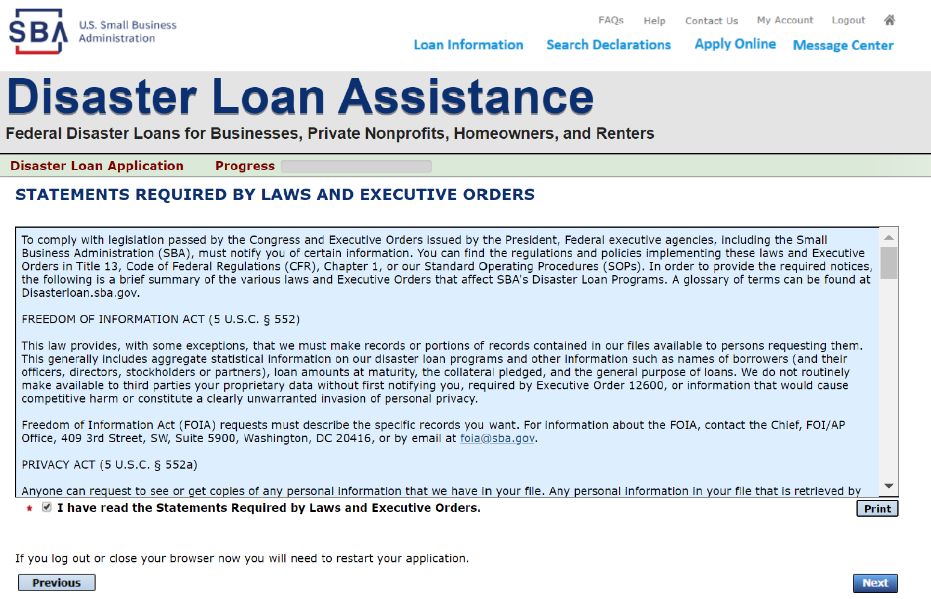 SBA
U.S. Small Business
Administration
FAQs Help Contact Us My Account Logout
Loan Information Search Declarations Apply Online Message Center
Disaster Loan Assistance
Federal Disaster Loans for Businesses, Private Nonprofits, Homeowners, and Renters
Disaster Loan Application Progress
STATEMENTS REQUIRED BY LAWS AND EXECUTIVE ORDERS
To comply with legislation passed by the Congress and Executive Orders issued by the President, Federal executive agencies, including the Small
Business Administration (SBA), must notify you of certain information. You can find the regulations and policies implementing these laws and Executive
Orders in Title 13, Code of Federal Regulations (CFR), Chapter 1, or our Standard Operating Procedures (SOPs). In order to provide the required notices,
the following is a brief summary of the various laws and Executive Orders that affect SBA's Disaster Loan Programs. A glossary of terms can be found at
Disasterloan.sba.gov.
FREEDOM OF INFORMATION ACT (5 U.S.C. § 552)
This law provides, with some exceptions, that we must make records or portions of records contained in our files available to persons requesting them.
This generally includes aggregate statistical information on our disaster loan programs and other information such as names of borrowers (and their
officers, directors, stockholders or partners), loan amounts at maturity, the collateral pledged, and the general purpose of loans. We do not routinely
make available to third parties your proprietary data without first notifying you, required by Executive Order 12600, or information that would cause
competitive harm or constitute a clearly unwarranted invasion of personal privacy.
Freedom of Information Act (FOIA) requests must describe the specific records you want. For information about the FOIA, contact the Chief, FOI/AP
Office, 409 3rd Street, SW, Suite 5900, Washington, DC 20416, or by email at foia@sba.gov.
PRIVACY ACT (5 U.S.C. § 552a)
Anyone can request to see or get copies of any personal information that we have in your file. Any personal information in your file that is retrieved by
* I have read the Statements Required by Laws and Executive Orders.
Print
If you log out or close your browser now you will need to restart your application.
Previous Next